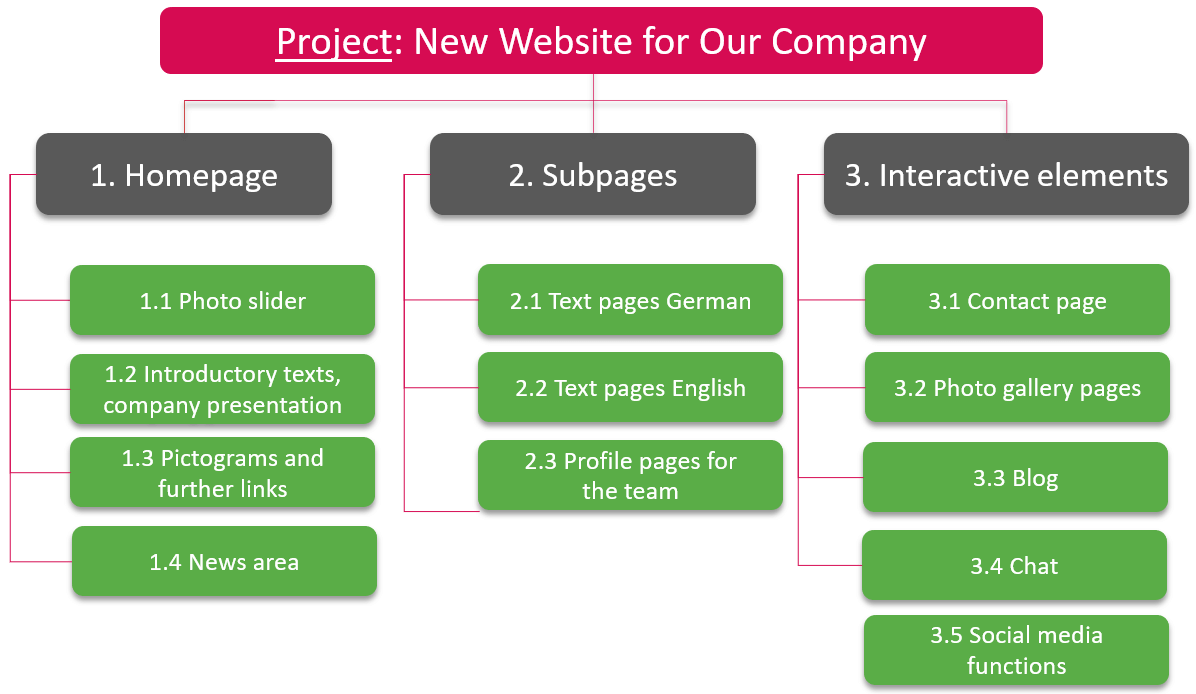 Project: New Website for Our Company
1. Homepage
2. Subpages
3. Interactive elements
1.1 Photo slider
1.2 Introductory texts,
company presentation
1.3 Pictograms and
further links
1.4 News area
2.1 Text pages German
2.2 Text pages English
2.3 Profile pages for
the team
3.1 Contact page
3.2 Photo gallery pages
3.3 Blog
3.4 Chat
3.5 Social media
functions